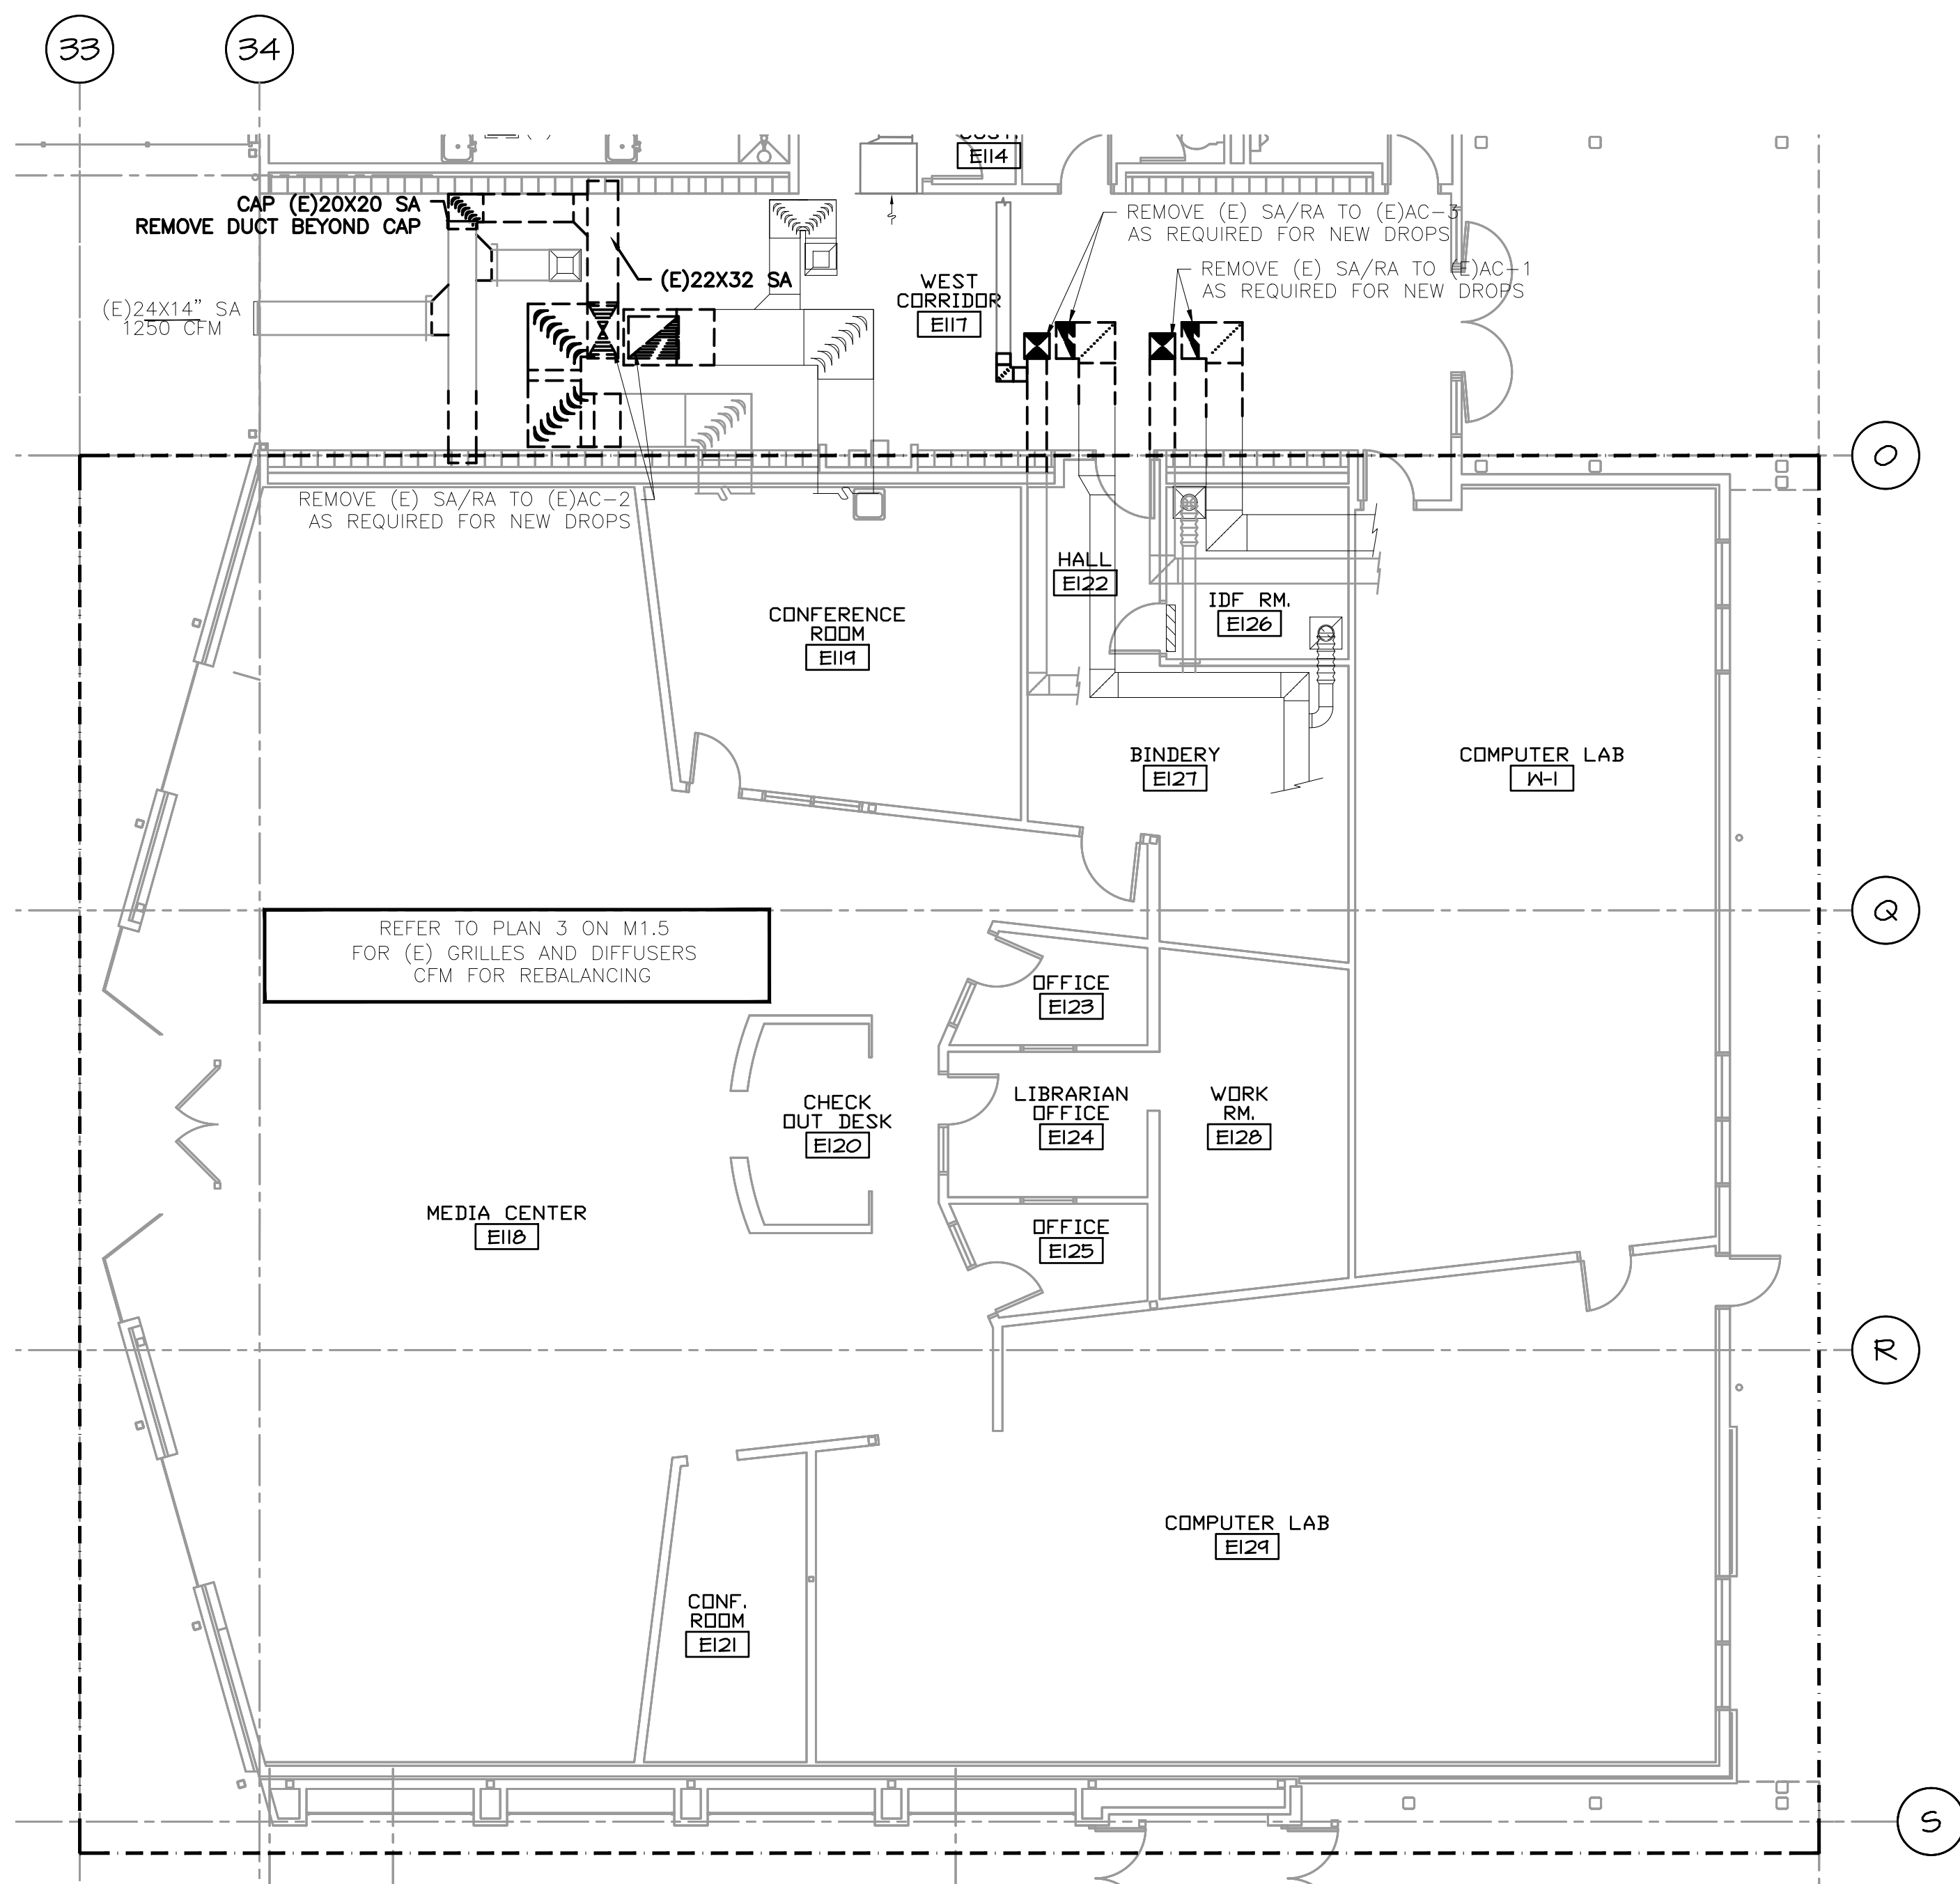 33
34
E114
CAP (E)20X20 SA
REMOVE DUCT BEYOND CAP
REMOVE (E) SA/RA TO (E)AC-3
AS REQUIRED FOR NEW DROPS
REMOVE (E) SA/RA TO (E)AC-1
AS REQUIRED FOR NEW DROPS
(E)22X32 SA
WEST
CORRIDOR
E117
(E)24X14" SA
1250 CFM
O
REMOVE (E) SA/RA TO (E)AC-2
AS REQUIRED FOR NEW DROPS
HALL
E122
IDF RM.
E126
CONFERENCE
ROOM
E119
BINDERY
E127
COMPUTER LAB
W-1
Q
REFER TO PLAN 3 ON M1.5
FOR (E) GRILLES AND DIFFUSERS
CFM FOR REBALANCING
OFFICE
E123
CHECK
OUT DESK
E120
LIBRARIAN
OFFICE
E124
WORK
RM.
E128
MEDIA CENTER
E118
OFFICE
E125
R
COMPUTER LAB
E129
CONF.
ROOM
E121
S